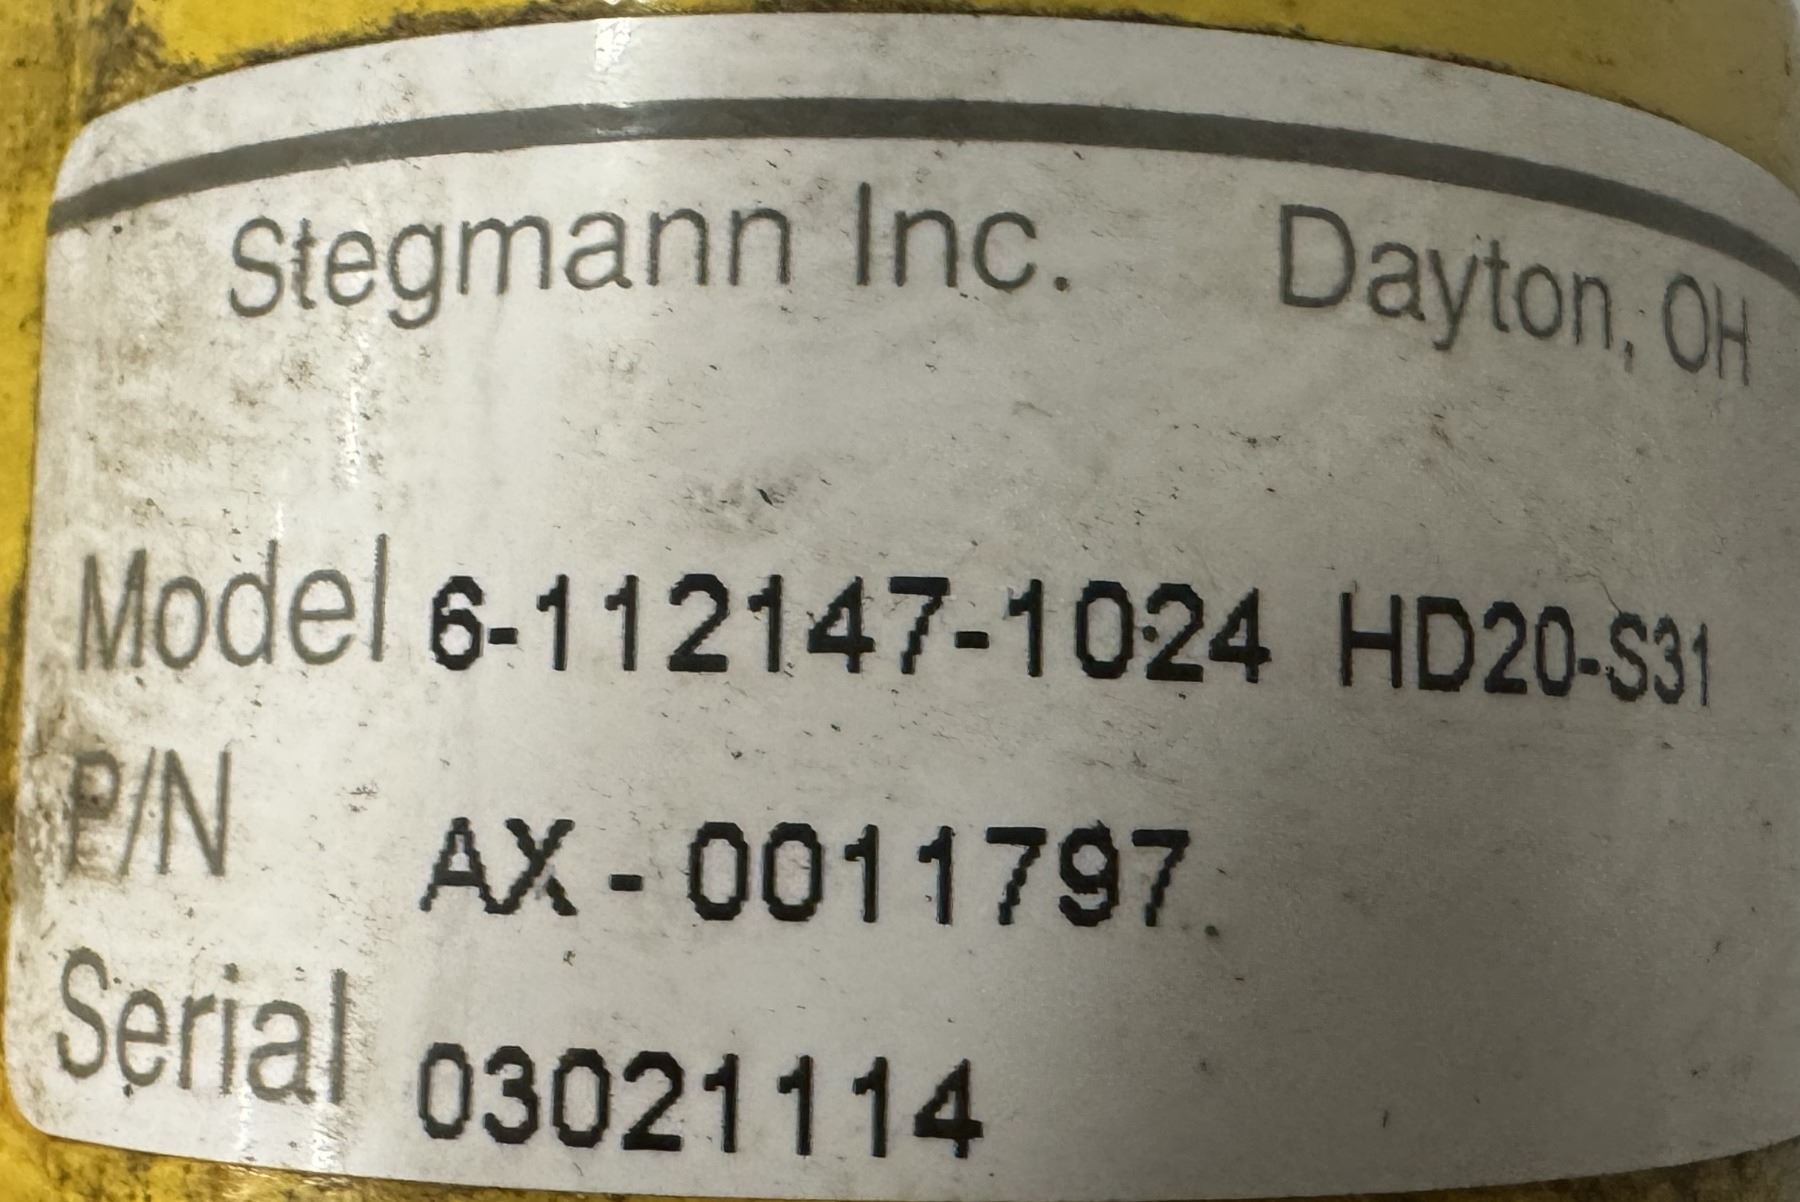 Stegmann Inc. Dayton, OH
Model 6-112147-1024 HD20-S31
P/N AX-0011797
Serial 03021114